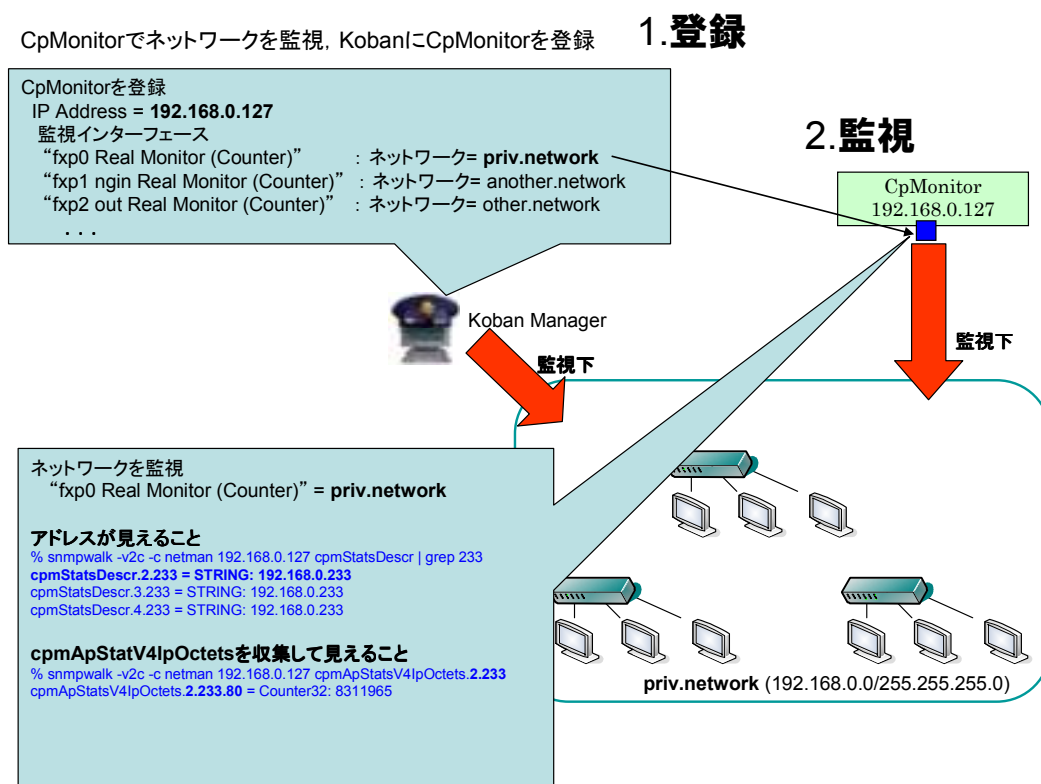 CpMonitorでネットワークを監視, KobanにCpMonitorを登録
1.登録
CpMonitorを登録
IP Address = 192.168.0.127
監視インターフェース
“fxp0 Real Monitor (Counter)” : ネットワーク= priv.network
“fxp1 ngin Real Monitor (Counter)” : ネットワーク= another.network
“fxp2 out Real Monitor (Counter)” : ネットワーク= other.network
・・・
2.監視
CpMonitor
192.168.0.127
Koban Manager
監視下
監視下
ネットワークを監視
“fxp0 Real Monitor (Counter)” = priv.network
アドレスが見えること
% snmpwalk -v2c -c netman 192.168.0.127 cpmStatsDescr | grep 233
cpmStatsDescr.2.233 = STRING: 192.168.0.233
cpmStatsDescr.3.233 = STRING: 192.168.0.233
cpmStatsDescr.4.233 = STRING: 192.168.0.233
cpmApStatV4IpOctetsを収集して見えること
% snmpwalk -v2c -c netman 192.168.0.127 cpmApStatsV4IpOctets.2.233
cpmApStatsV4IpOctets.2.233.80 = Counter32: 8311965
priv.network (192.168.0.0/255.255.255.0)